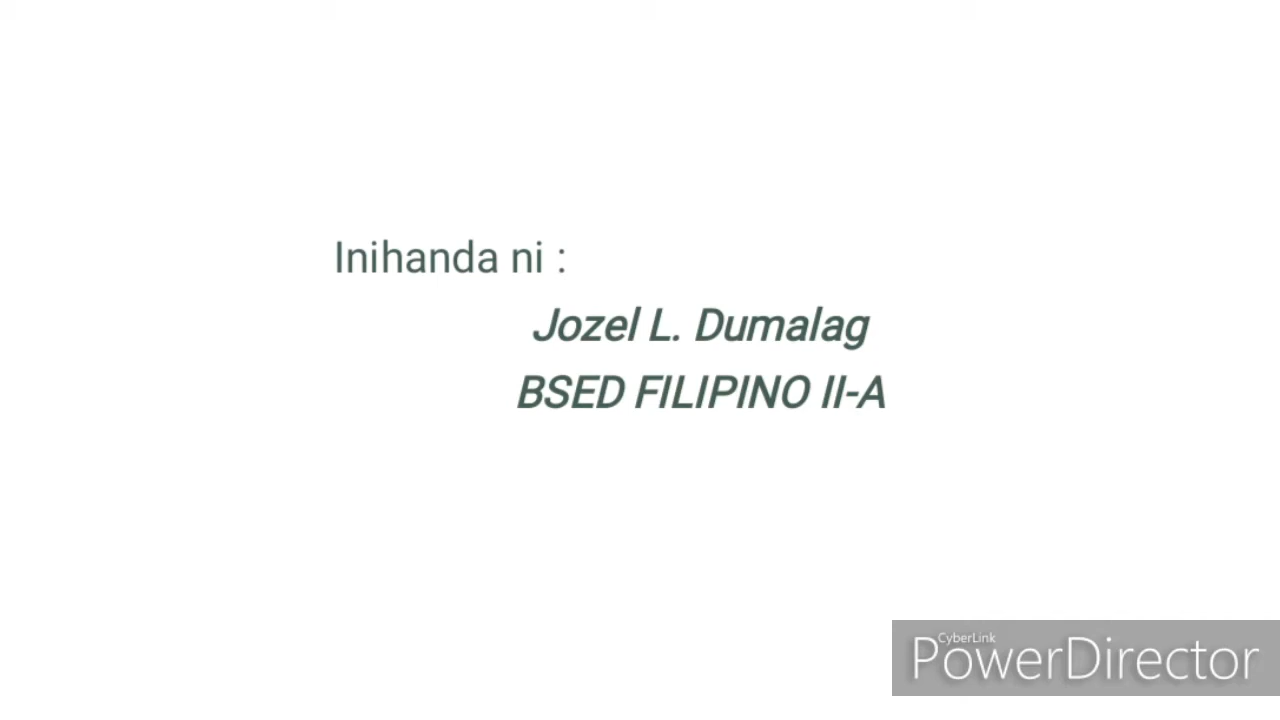 Inihanda ni :
Jozel L. Dumalag
BSED FILIPINO II-A
CyberLink
PowerDirector